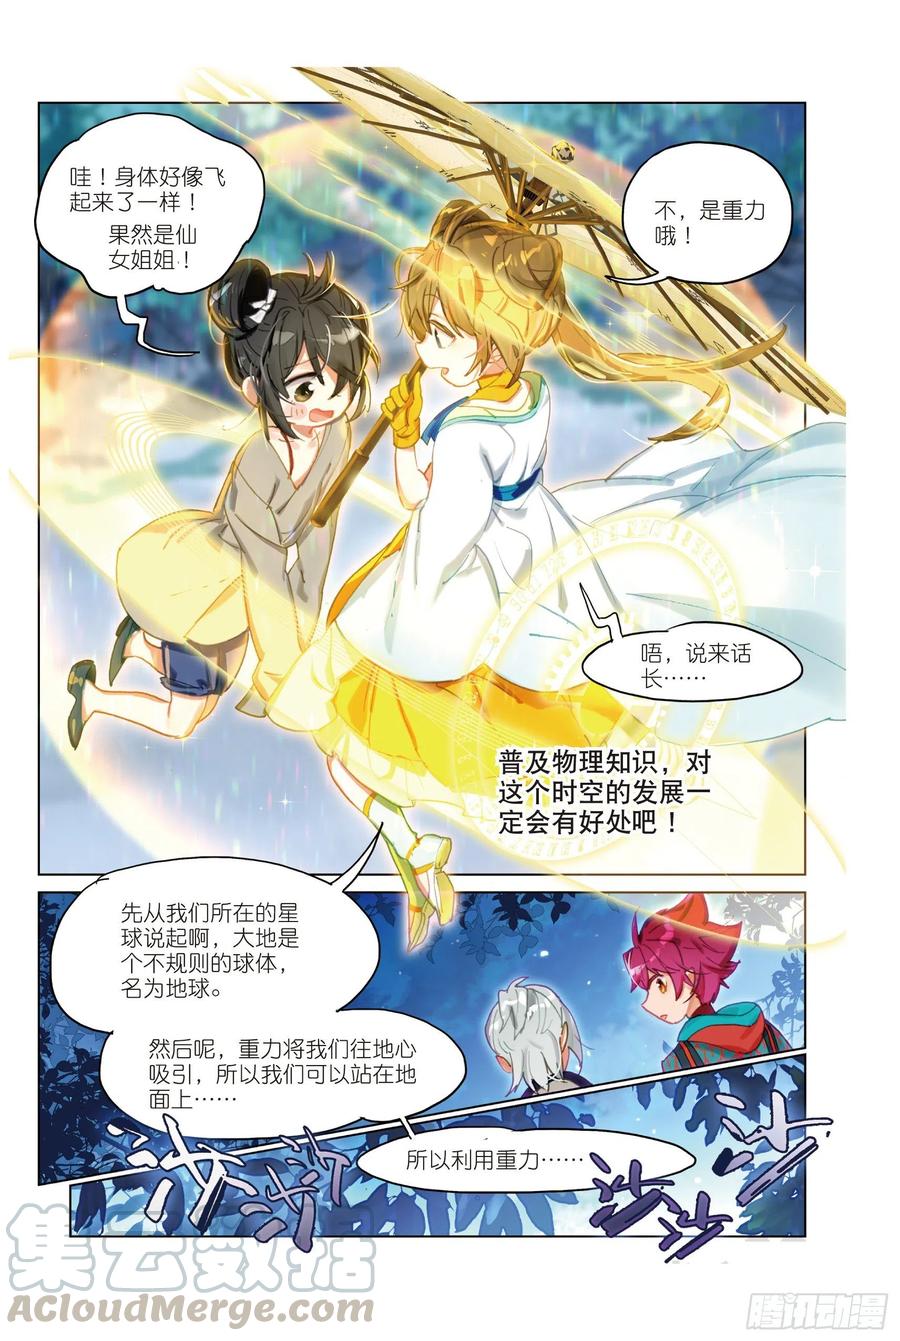 哇！身体好像飞
起来了一样！
果然是仙
女姐姐！
不，是重力
哦！
唔，说来话
长……
普及物理知识，对
这个时空的发展一
定会有好处吧！
先从我们所在的星
球说起啊，大地是
个不规则的球体，
名为地球。
然后呢，重力将我们往地心
吸引，所以我们可以站在地
面上……
所以利用重力……
沙沙沙
沙沙沙
集云数据
ACloudMerge.com
腾讯动漫